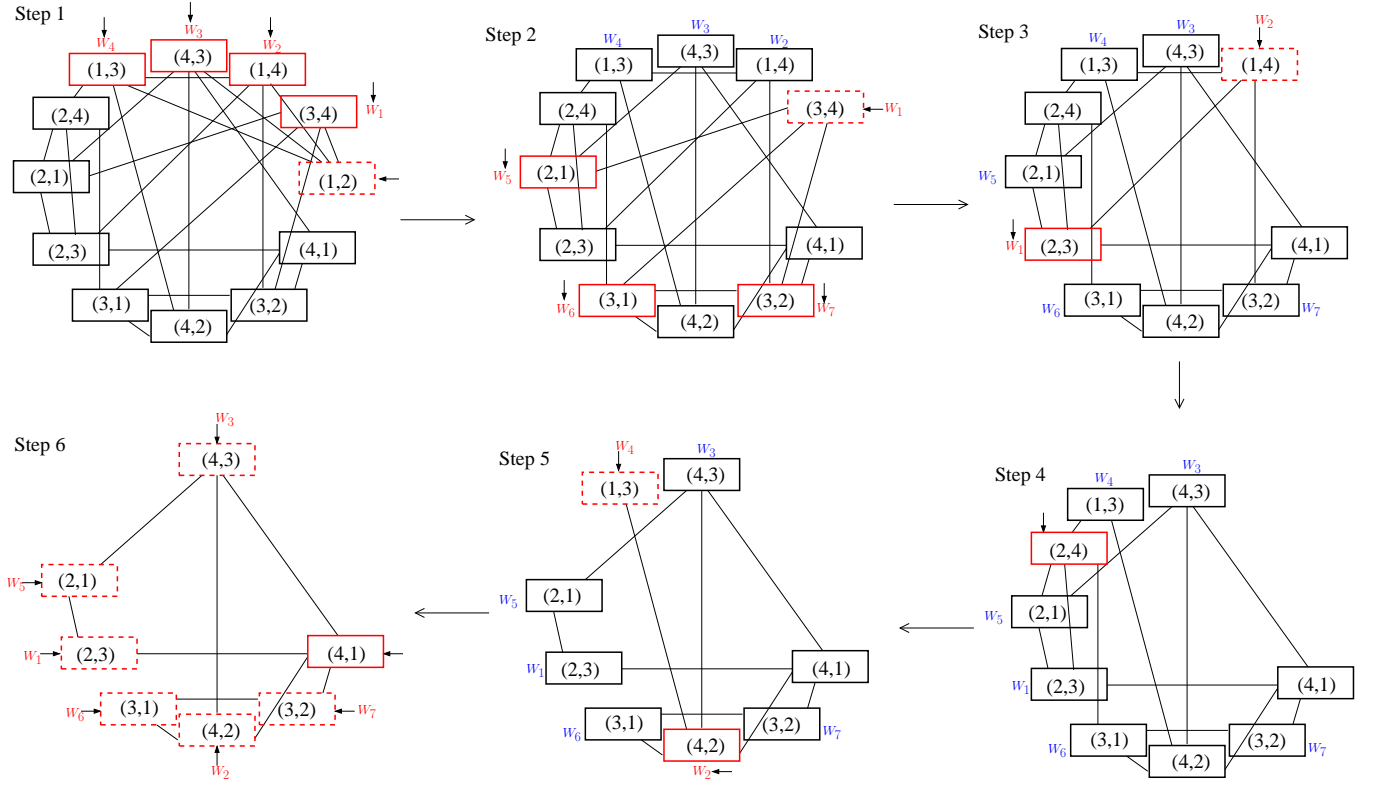 Step 1
W₄
W₃
W₂
(1,3)
(4,3)
(1,4)
(2,4)
(3,4)
W₁
(2,1)
(1,2)
(2,3)
(4,1)
(3,1)
(3,2)
(4,2)
Step 2
W₄
W₃
W₂
(1,3)
(4,3)
(1,4)
(2,4)
(3,4)
W₁
W₅
(2,1)
(2,3)
(4,1)
W₆
(3,1)
(3,2)
W₇
(4,2)
Step 3
W₄
W₃
W₂
(1,3)
(4,3)
(1,4)
(2,4)
W₅
(2,1)
W₁
(2,3)
(4,1)
W₆
(3,1)
(3,2)
W₇
(4,2)
Step 6
W₃
(4,3)
W₅
(2,1)
W₁
(2,3)
(4,1)
W₆
(3,1)
(3,2)
W₇
(4,2)
W₂
Step 5
W₄
W₃
(1,3)
(4,3)
W₅
(2,1)
W₁
(2,3)
(4,1)
W₆
(3,1)
(3,2)
W₇
(4,2)
W₂
Step 4
W₄
W₃
(1,3)
(4,3)
(2,4)
W₅
(2,1)
W₁
(2,3)
(4,1)
W₆
(3,1)
(3,2)
W₇
(4,2)